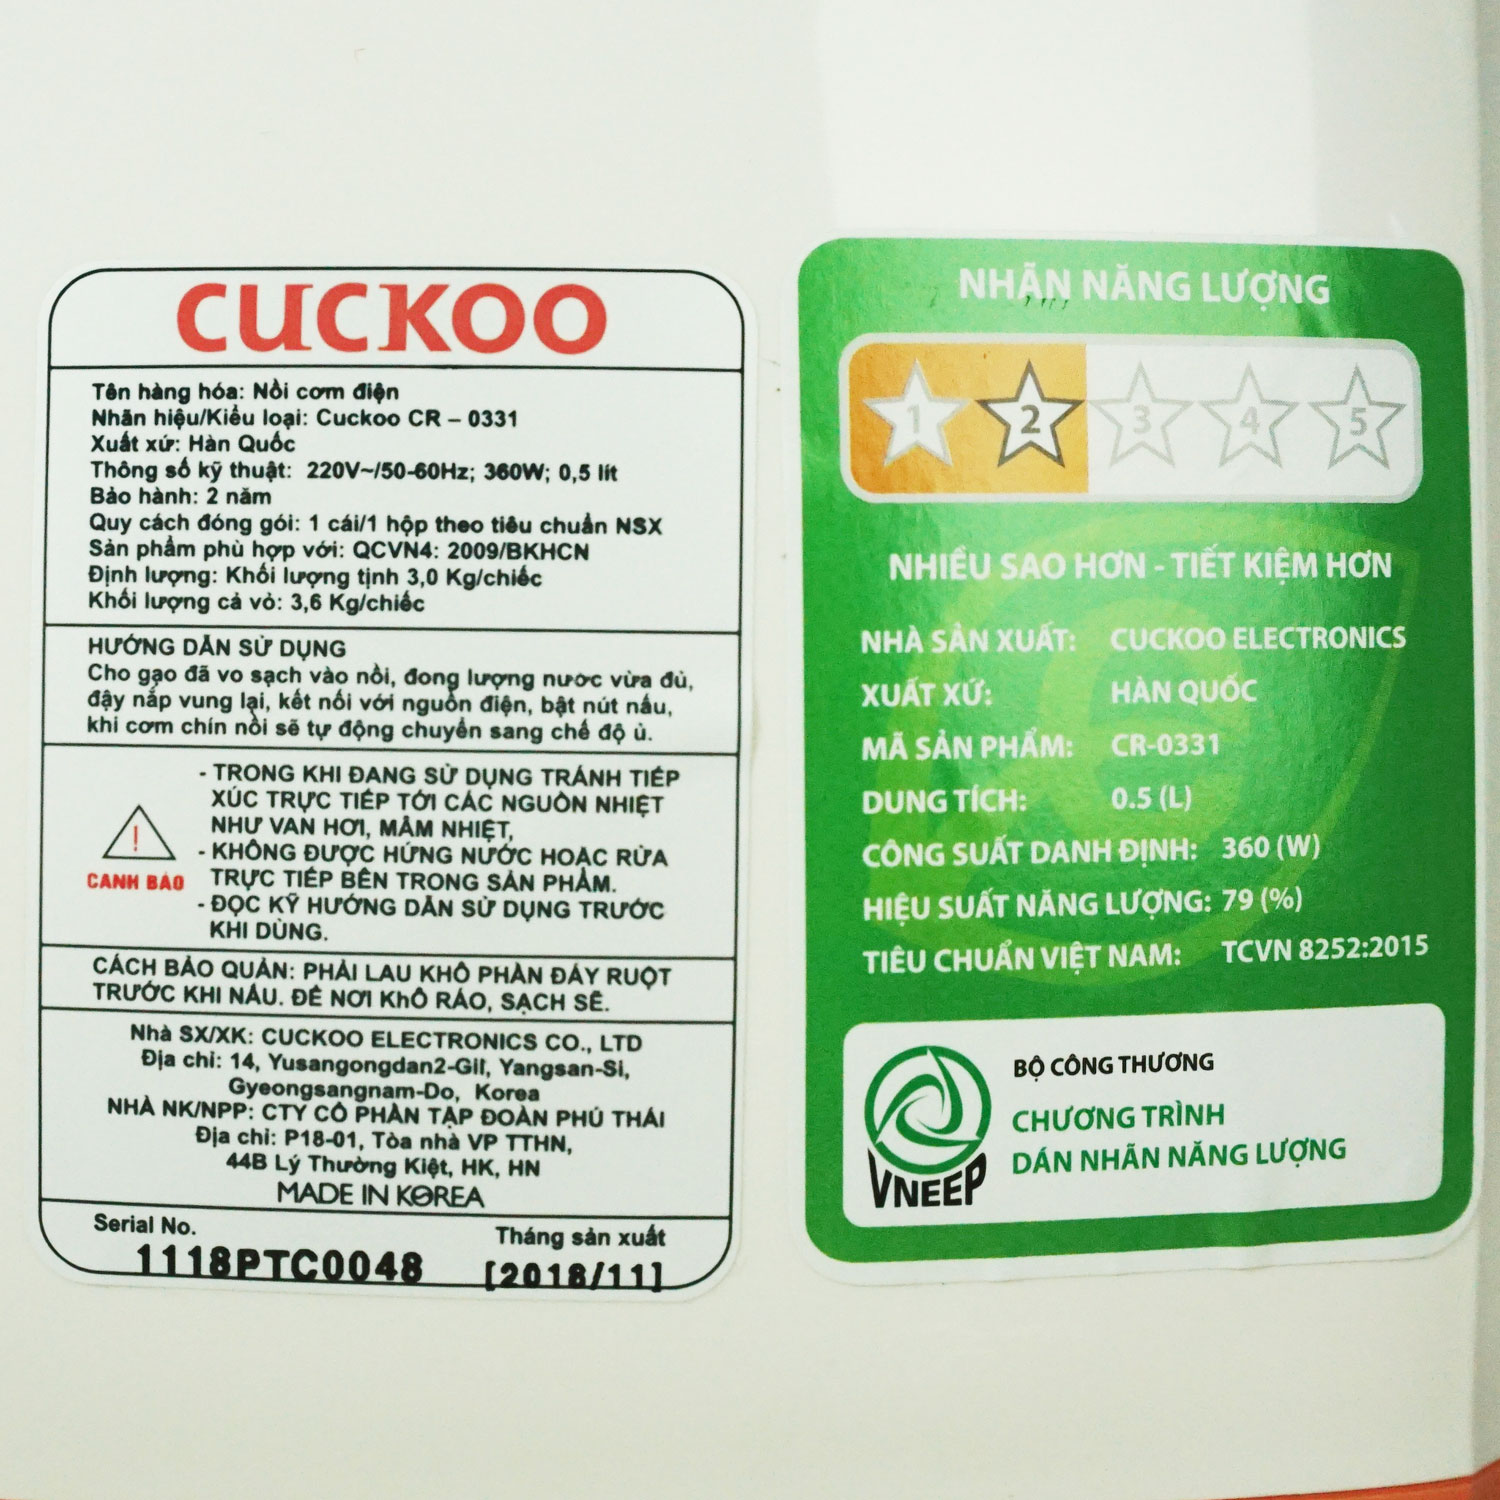 CUCKOO
Tên hàng hóa: Nồi cơm điện
Nhãn hiệu/Kiểu loại: Cuckoo CR – 0331
Xuất xứ: Hàn Quốc
Thông số kỹ thuật: 220V~/50-60Hz; 360W; 0,5 lít
Bảo hành: 2 năm
Quy cách đóng gói: 1 cái/1 hộp theo tiêu chuẩn NSX
Sản phẩm phù hợp với: QCVN4: 2009/BKHCN
Định lượng: Khối lượng tịnh 3,0 Kg/chiếc
Khối lượng cả vỏ: 3,6 Kg/chiếc
HƯỚNG DẪN SỬ DỤNG
Cho gạo đã vo sạch vào nồi, đong lượng nước vừa đủ,
đậy nắp vung lại, kết nối với nguồn điện, bật nút nấu,
khi cơm chín nồi sẽ tự động chuyển sang chế độ ủ.
!
CẢNH BÁO
- TRONG KHI ĐANG SỬ DỤNG TRÁNH TIẾP
XÚC TRỰC TIẾP TỚI CÁC NGUỒN NHIỆT
NHƯ VAN HƠI, MÂM NHIỆT,
- KHÔNG ĐƯỢC HỨNG NƯỚC HOẶC RỬA
TRỰC TIẾP BÊN TRONG SẢN PHẨM.
- ĐỌC KỸ HƯỚNG DẪN SỬ DỤNG TRƯỚC
KHI DÙNG.
CÁCH BẢO QUẢN: PHẢI LAU KHÔ PHẦN ĐÁY RUỘT
TRƯỚC KHI NẤU. ĐỂ NƠI KhÔ RÁO, SẠCH SẼ.
Nhà SX/XK: CUCKOO ELECTRONICS CO., LTD
Địa chỉ: 14, Yusangongdan2-Gil, Yangsan-Si,
Gyeongsangnam-Do, Korea
NHÀ NK/NPP: CTY CỔ PHẦN TẬP ĐOÀN PHÚ THÁI
Địa chỉ: P18-01, Tòa nhà VP TTHN,
44B Lý Thường Kiệt, HK, HN
MADE IN KOREA
Serial No.
1118PTC0048
Tháng sản xuất
[2018/11]
NHÃN NĂNG LƯỢNG
1 2 3 4 5
NHIỀU SAO HƠN - TIẾT KIỆM HƠN
NHÀ SẢN XUẤT: CUCKOO ELECTRONICS
XUẤT XỨ: HÀN QUỐC
MÃ SẢN PHẨM: CR-0331
DUNG TÍCH: 0.5 (L)
CÔNG SUẤT DANH ĐỊNH: 360 (W)
HIỆU SUẤT NĂNG LƯỢNG: 79 (%)
TIÊU CHUẨN VIỆT NAM: TCVN 8252:2015
VNEEP
BỘ CÔNG THƯƠNG
CHƯƠNG TRÌNH
DÁN NHÃN NĂNG LƯỢNG